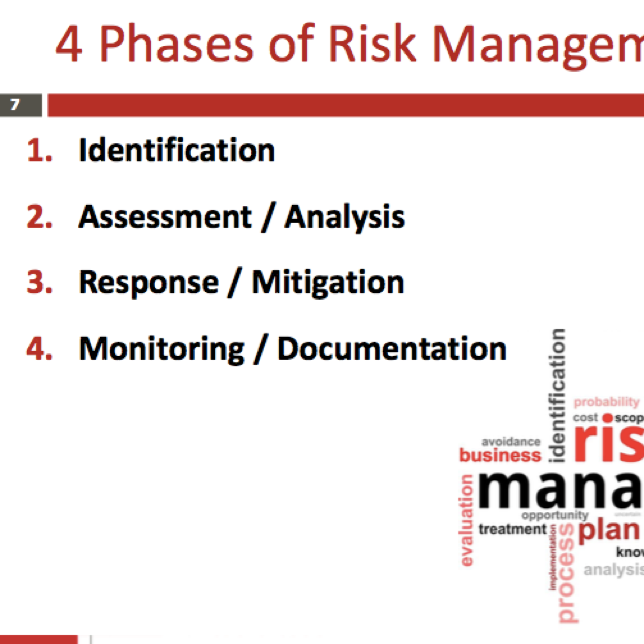 4 Phases of Risk Managem
7
1. Identification
2. Assessment / Analysis
3. Response / Mitigation
4. Monitoring / Documentation
identification
probability
cost scop
avoidance
ris
business
evaluation
mana
opportunity
treatment
plan
implementation
process
know
analysis